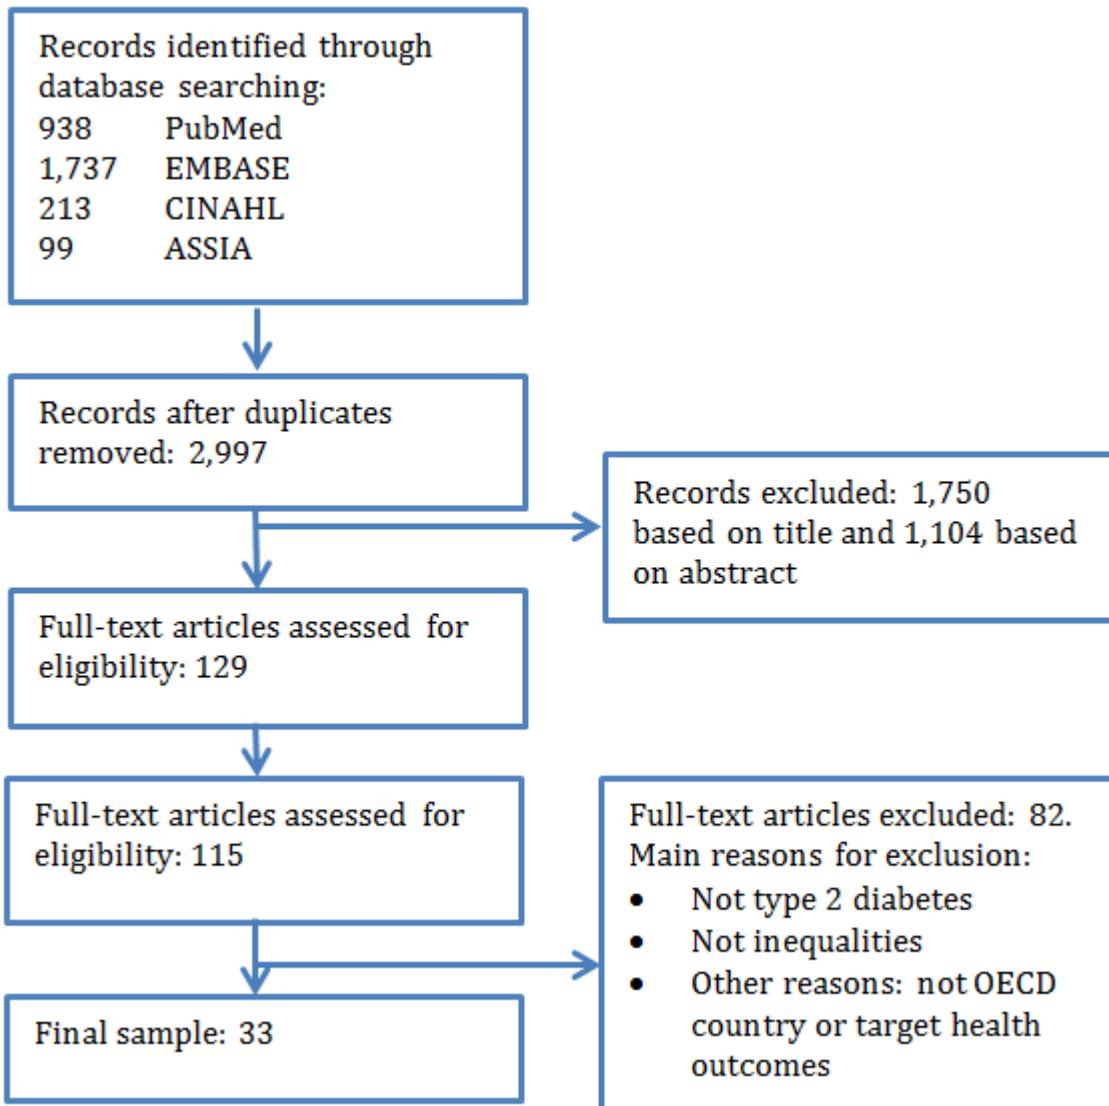 Records identified through
database searching:
938 PubMed
1,737 EMBASE
213 CINAHL
99 ASSIA
Records after duplicates
removed: 2,997
Records excluded: 1,750
based on title and 1,104 based
on abstract
Full-text articles assessed for
eligibility: 129
Full-text articles assessed for
eligibility: 115
Full-text articles excluded: 82.
Main reasons for exclusion:
• Not type 2 diabetes
• Not inequalities
• Other reasons: not OECD
country or target health
outcomes
Final sample: 33